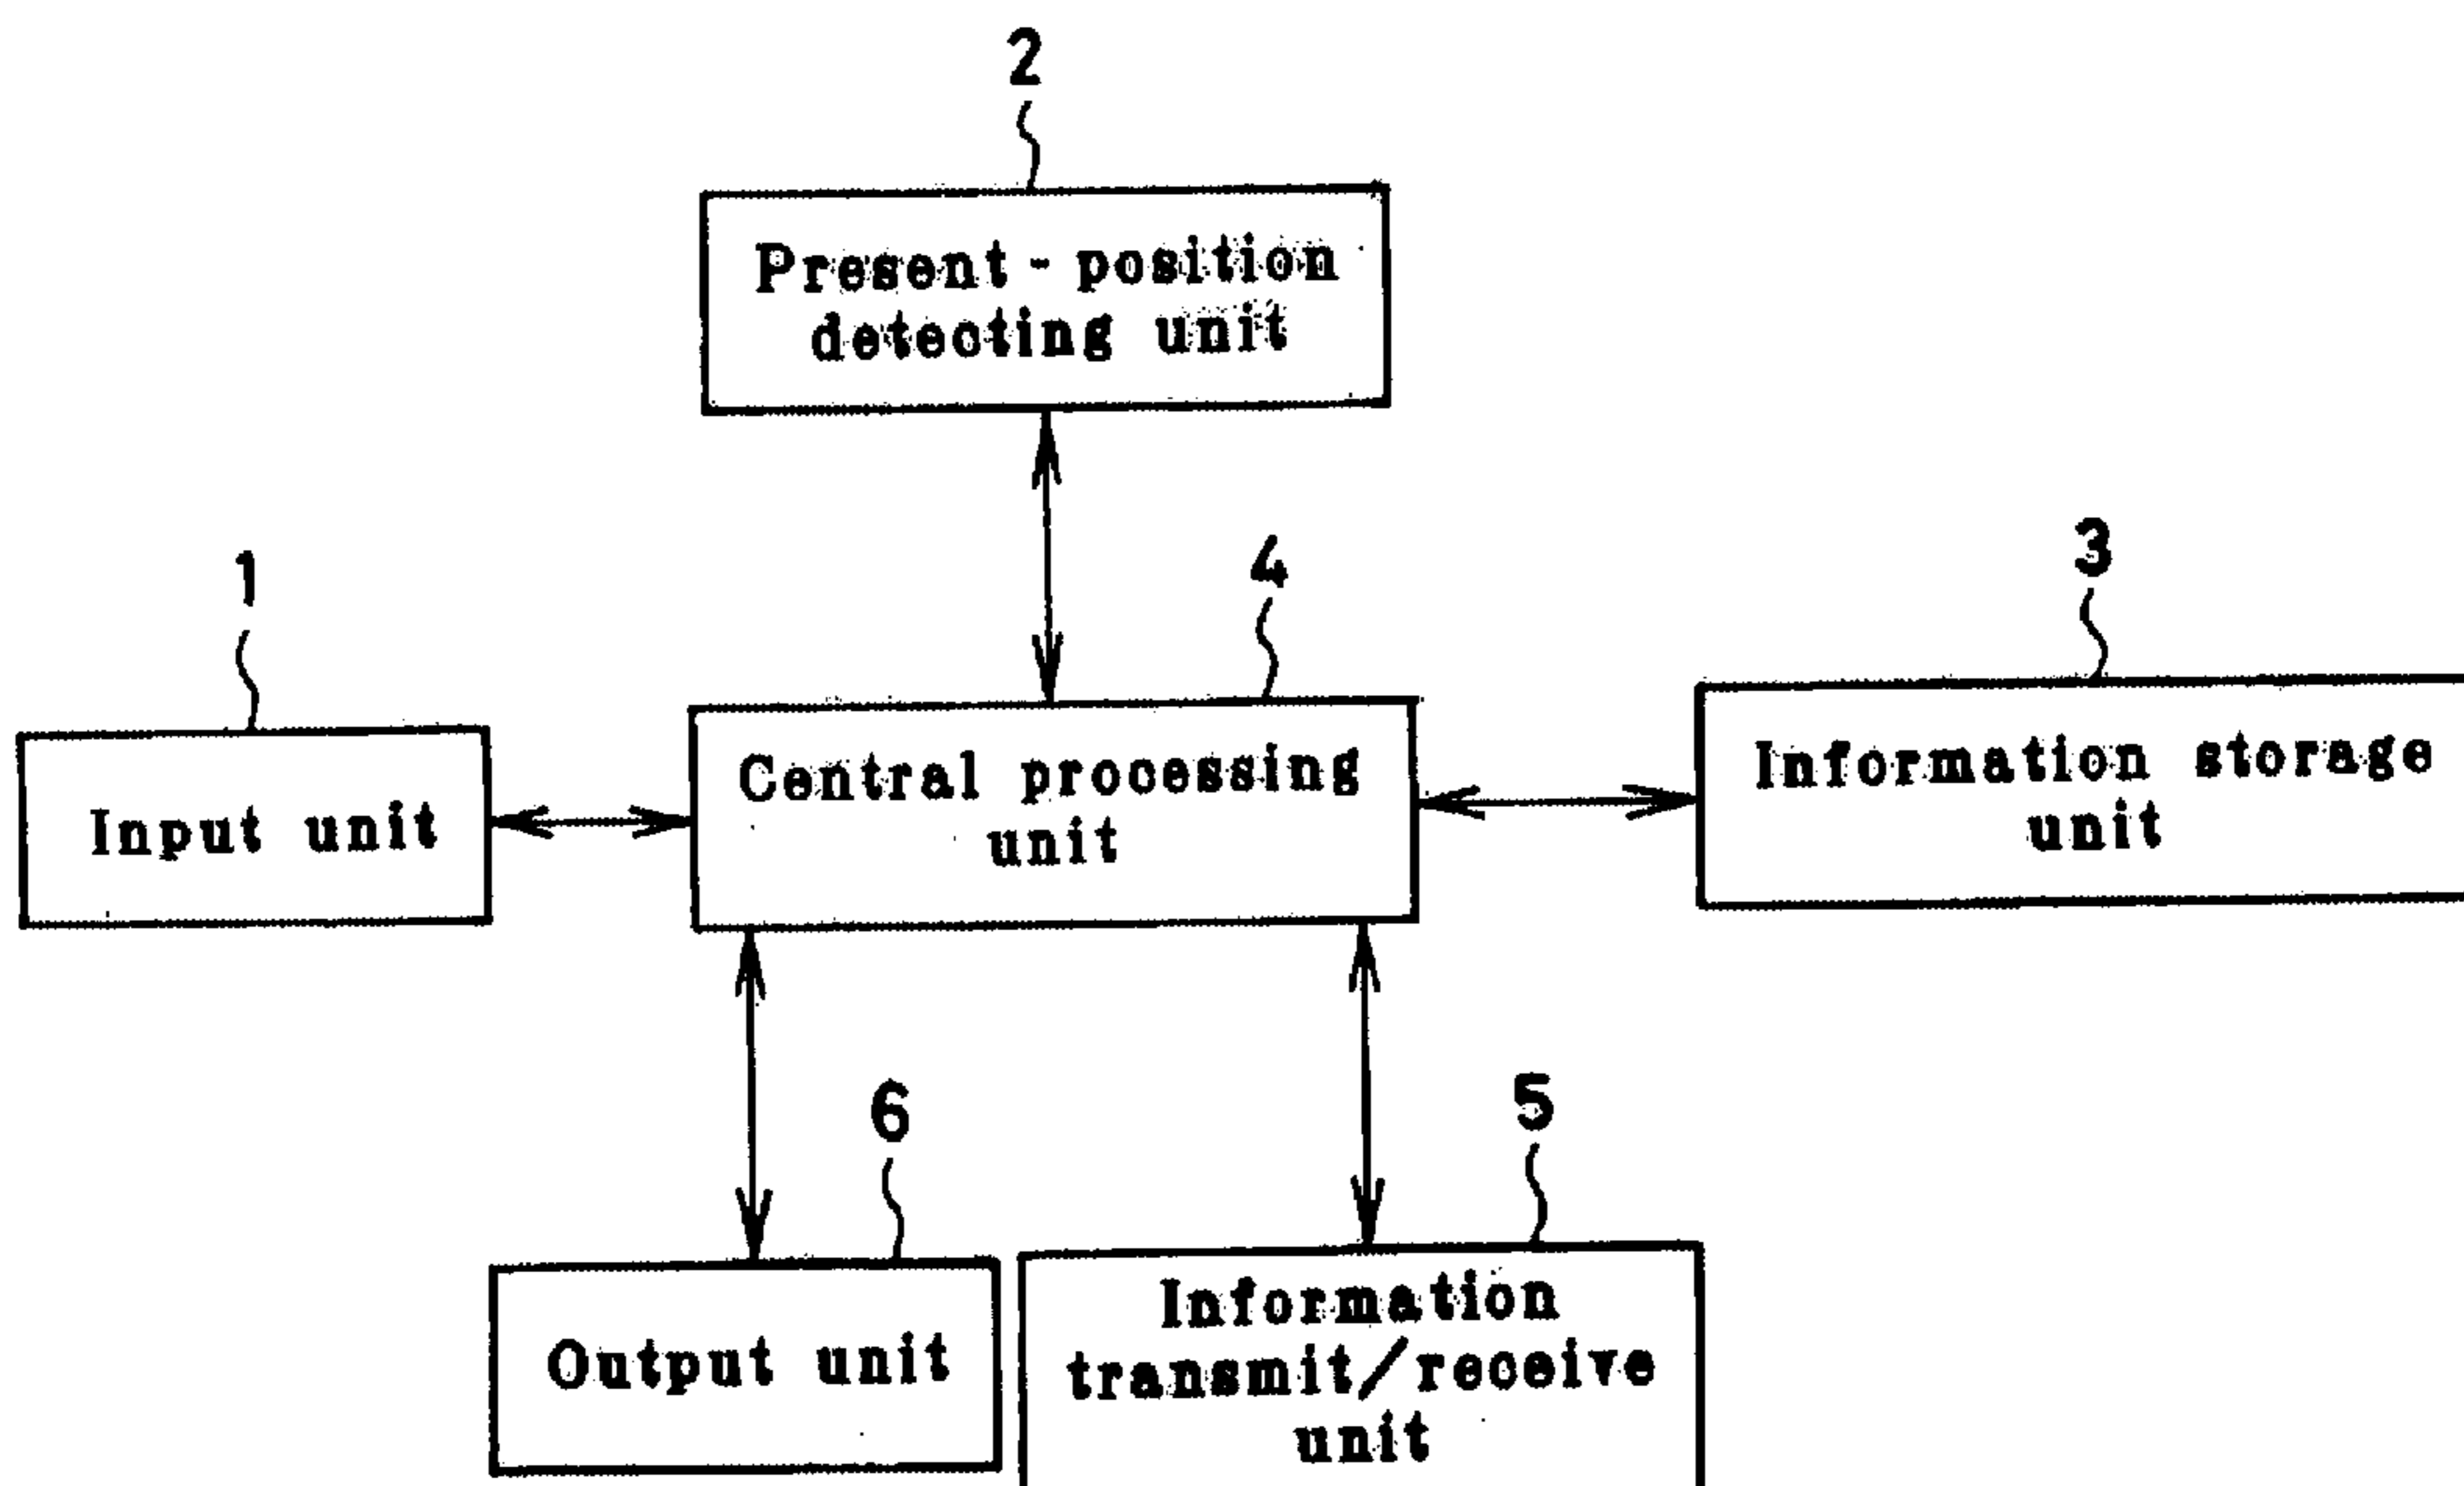 2
Present-position
detecting unit
1
4
3
Input unit
Central processing
unit
Information storage
unit
6
5
Output unit
Information
transmit/receive
unit